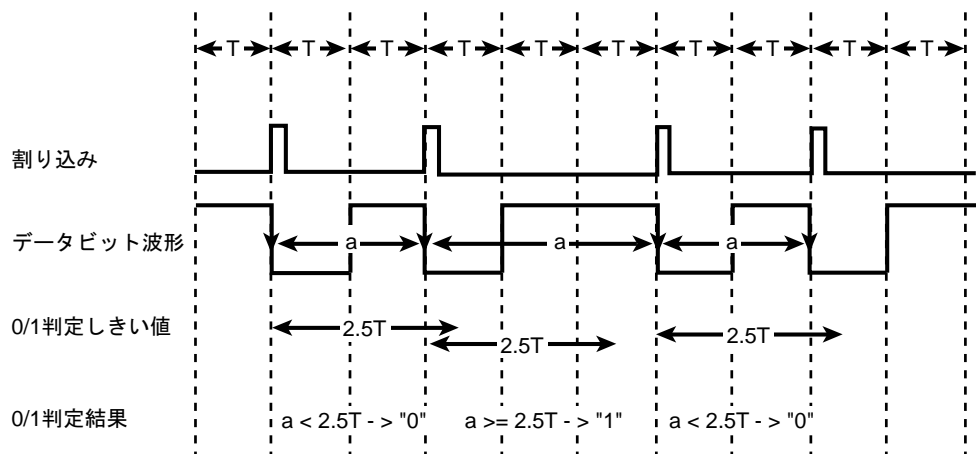 T T T T T T T T T T
割り込み
データビット波形
a a a
0/1判定しきい値
2.5T 2.5T 2.5T
0/1判定結果
a < 2.5T - > "0" a >= 2.5T - > "1" a < 2.5T - > "0"